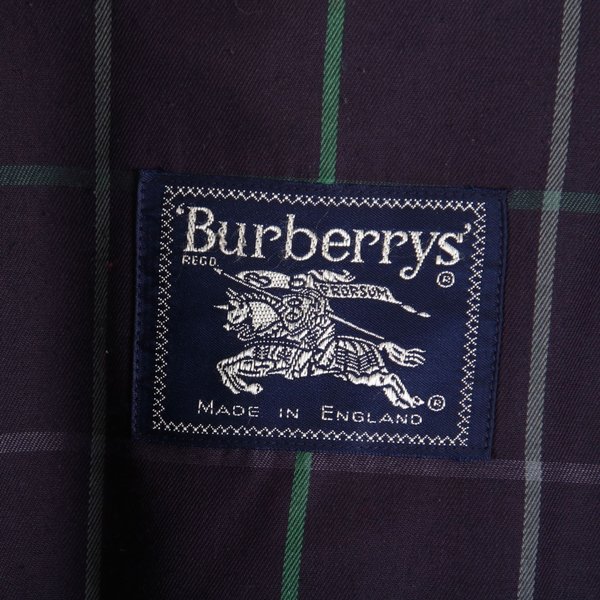 'Burberrys'
REGD.
®
PRORSUM
®
MADE IN ENGLAND